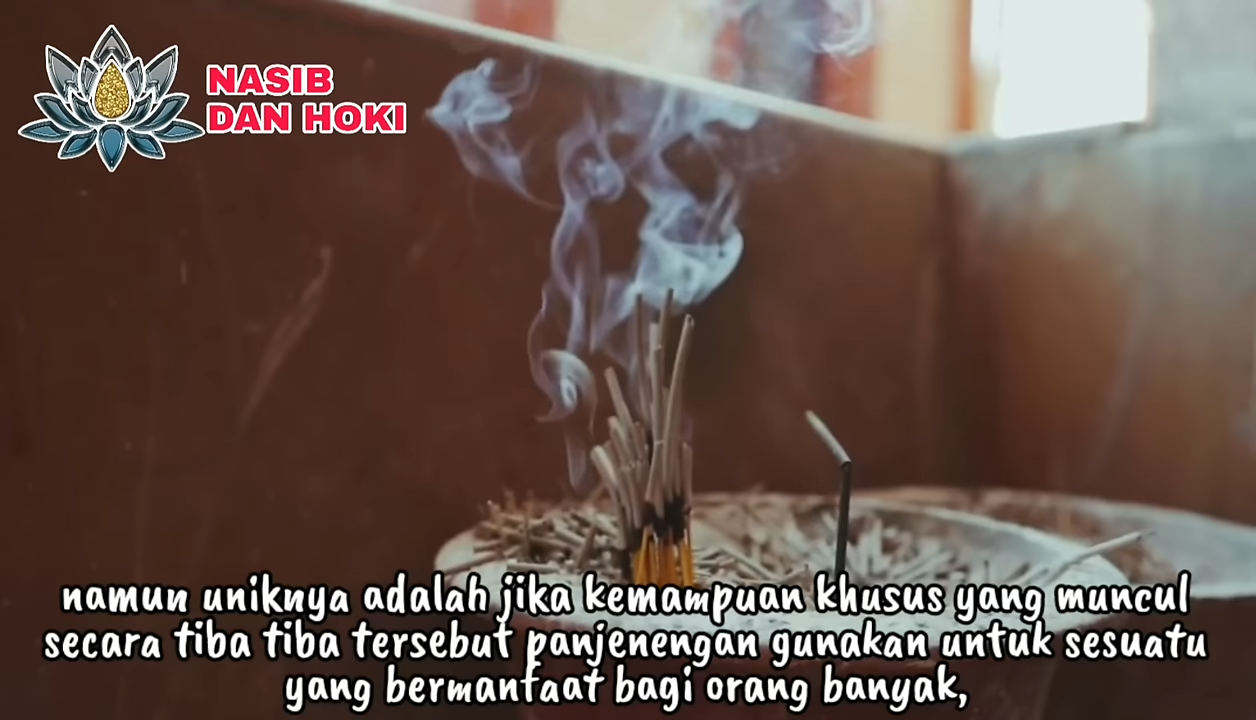 NASIB
DAN HOKI
namun uniknya adalah jika kemampuan khusus yang muncul
secara tiba tiba tersebut panjenengan gunakan untuk sesuatu
yang bermanfaat bagi orang banyak,